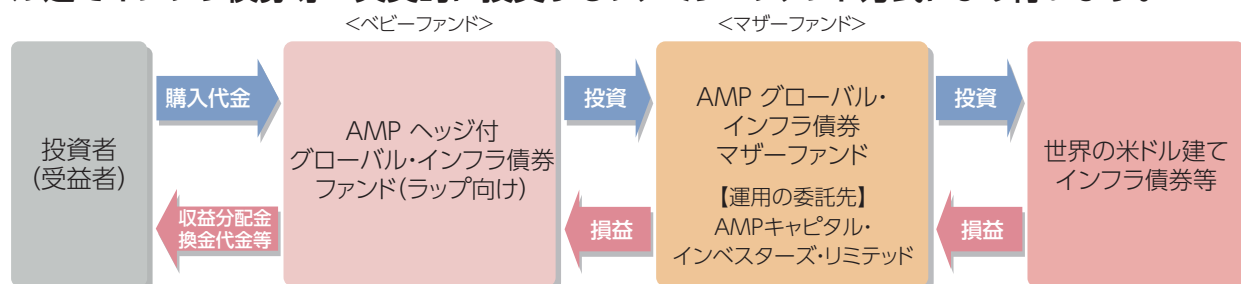 <ベビーファンド>
<マザーファンド>
投資者
(受益者)
購入代金
収益分配金
換金代金等
AMP ヘッジ付
グローバル・インフラ債券
ファンド(ラップ向け)
投資
損益
AMP グローバル・
インフラ債券
マザーファンド
【運用の委託先】
AMPキャピタル・
インベスターズ・リミテッド
投資
損益
世界の米ドル建て
インフラ債券等